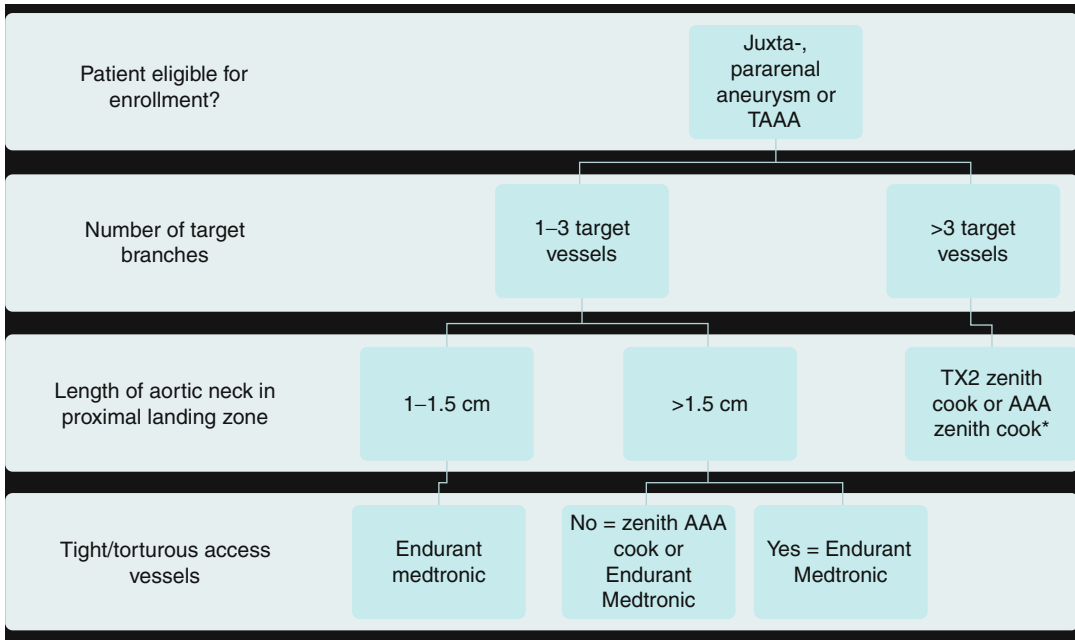 Patient eligible for
enrollment?
Juxta-,
pararenal
aneurysm or
TAAA
Number of target
branches
1–3 target
vessels
>3 target
vessels
Length of aortic neck in
proximal landing zone
1–1.5 cm
>1.5 cm
TX2 zenith
cook or AAA
zenith cook*
Tight/torturous access
vessels
Endurant
medtronic
No = zenith AAA
cook or
Endurant
Medtronic
Yes = Endurant
Medtronic